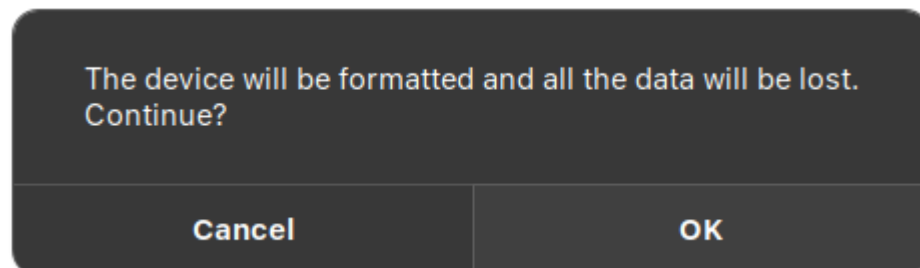 The device will be formatted and all the data will be lost.
Continue?
Cancel
OK